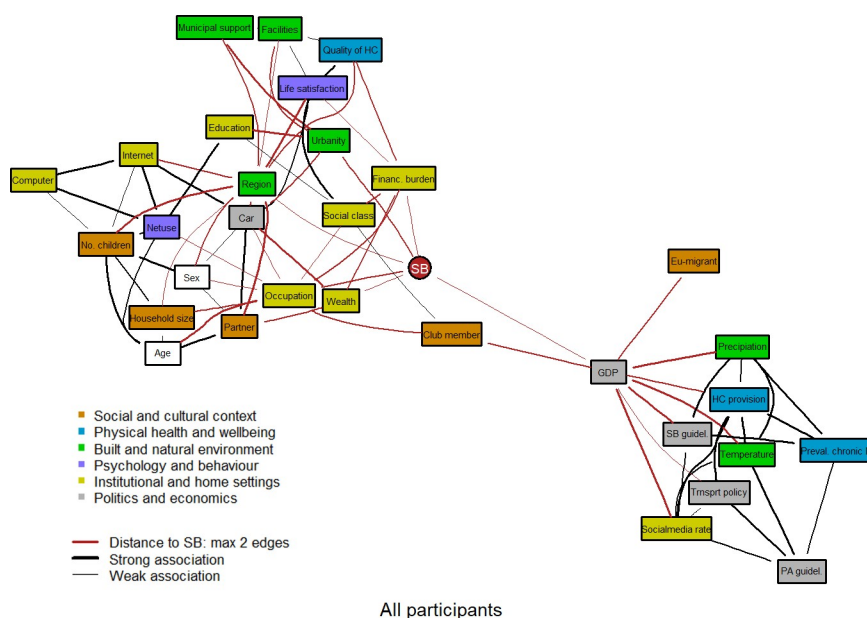 Municipal support
Facilities
Quality of HC
Life satisfaction
Education
Urbanity
Internet
Computer
Region
Financ. burden
Car
Social class
Netuse
No. children
Sex
SB
Eu-migrant
Occupation
Wealth
Household size
Partner
Club member
Age
Precipation
GDP
HC provision
SB guidel.
Preval. chronic
Temperature
Trnsprt policy
Socialmedia rate
PA guidel.
Social and cultural context
Physical health and wellbeing
Built and natural environment
Psychology and behaviour
Institutional and home settings
Politics and economics
Distance to SB: max 2 edges
Strong association
Weak association
All participants